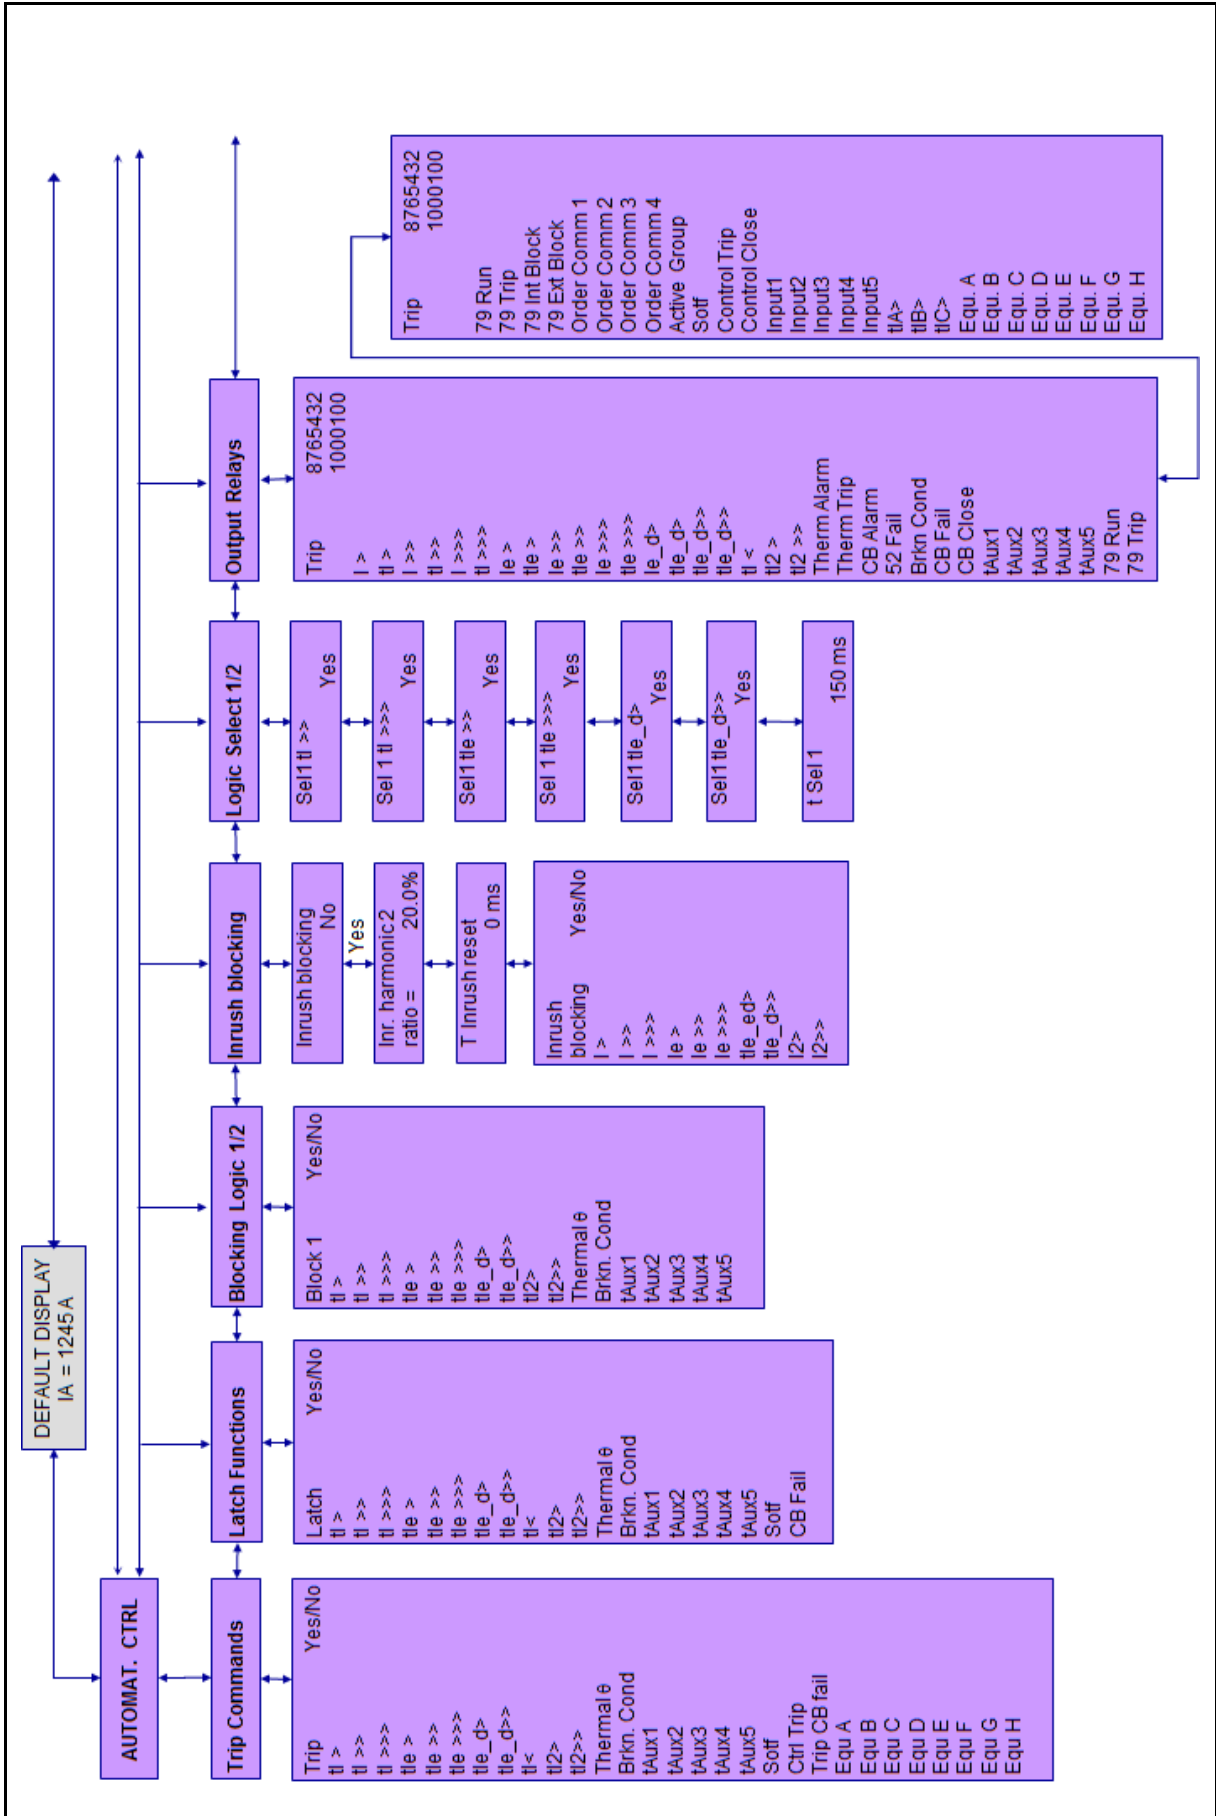 DEFAULT DISPLAY
IA = 1245 A
AUTOMAT. CTRL
Trip Commands
Trip Yes/No
tI >
tI >>
tI >>>
tIe >
tIe >>
tIe >>>
tIe_d>
tIe_d>>
tI<
tI2>
tI2>>
Thermal θ
Brkn. Cond
tAux1
tAux2
tAux3
tAux4
tAux5
Sotf
Ctrl Trip
Trip CB fail
Equ A
Equ B
Equ C
Equ D
Equ E
Equ F
Equ G
Equ H
Latch Functions
Latch Yes/No
tI >
tI >>
tI >>>
tIe >
tIe >>
tIe >>>
tIe_d>
tIe_d>>
tI<
tI2>
tI2>>
Thermal θ
Brkn. Cond
tAux1
tAux2
tAux3
tAux4
tAux5
Sotf
CB Fail
Blocking Logic 1/2
Block 1 Yes/No
tI >
tI >>
tI >>>
tIe >
tIe >>
tIe >>>
tIe_d>
tIe_d>>
tI2>
tI2>>
Thermal θ
Brkn. Cond
tAux1
tAux2
tAux3
tAux4
tAux5
Inrush blocking
Inrush blocking
No
Yes
Inr. harmonic2
ratio = 20.0%
T Inrush reset
0 ms
Inrush
blocking Yes/No
I >
I >>
I >>>
Ie >
Ie >>
Ie >>>
tIe_ed>
tIe_d>>
I2>
I2>>
Logic Select 1/2
Sel1 tI >>
Yes
Sel 1 tI >>>
Yes
Sel1 tIe >>
Yes
Sel 1 tIe >>>
Yes
Sel1 tIe_d>
Yes
Sel1 tIe_d>>
Yes
t Sel 1
150 ms
Output Relays
Trip 8765432
1000100
I >
tI >
I >>
tI >>
I >>>
tI >>>
Ie >
tIe >
Ie >>
tIe >>
Ie >>>
tIe >>>
Ie_d>
tIe_d>
tIe_d>>
tIe_d>>
tI <
tI2 >
tI2 >>
Therm Alarm
Therm Trip
CB Alarm
52 Fail
Brkn Cond
CB Fail
CB Close
tAux1
tAux2
tAux3
tAux4
tAux5
79 Run
79 Trip
Trip 8765432
1000100
79 Run
79 Trip
79 Int Block
79 Ext Block
Order Comm 1
Order Comm 2
Order Comm 3
Order Comm 4
Active Group
Sotf
Control Trip
Control Close
Input1
Input2
Input3
Input4
Input5
tIA>
tIB>
tIC>
Equ. A
Equ. B
Equ. C
Equ. D
Equ. E
Equ. F
Equ. G
Equ. H